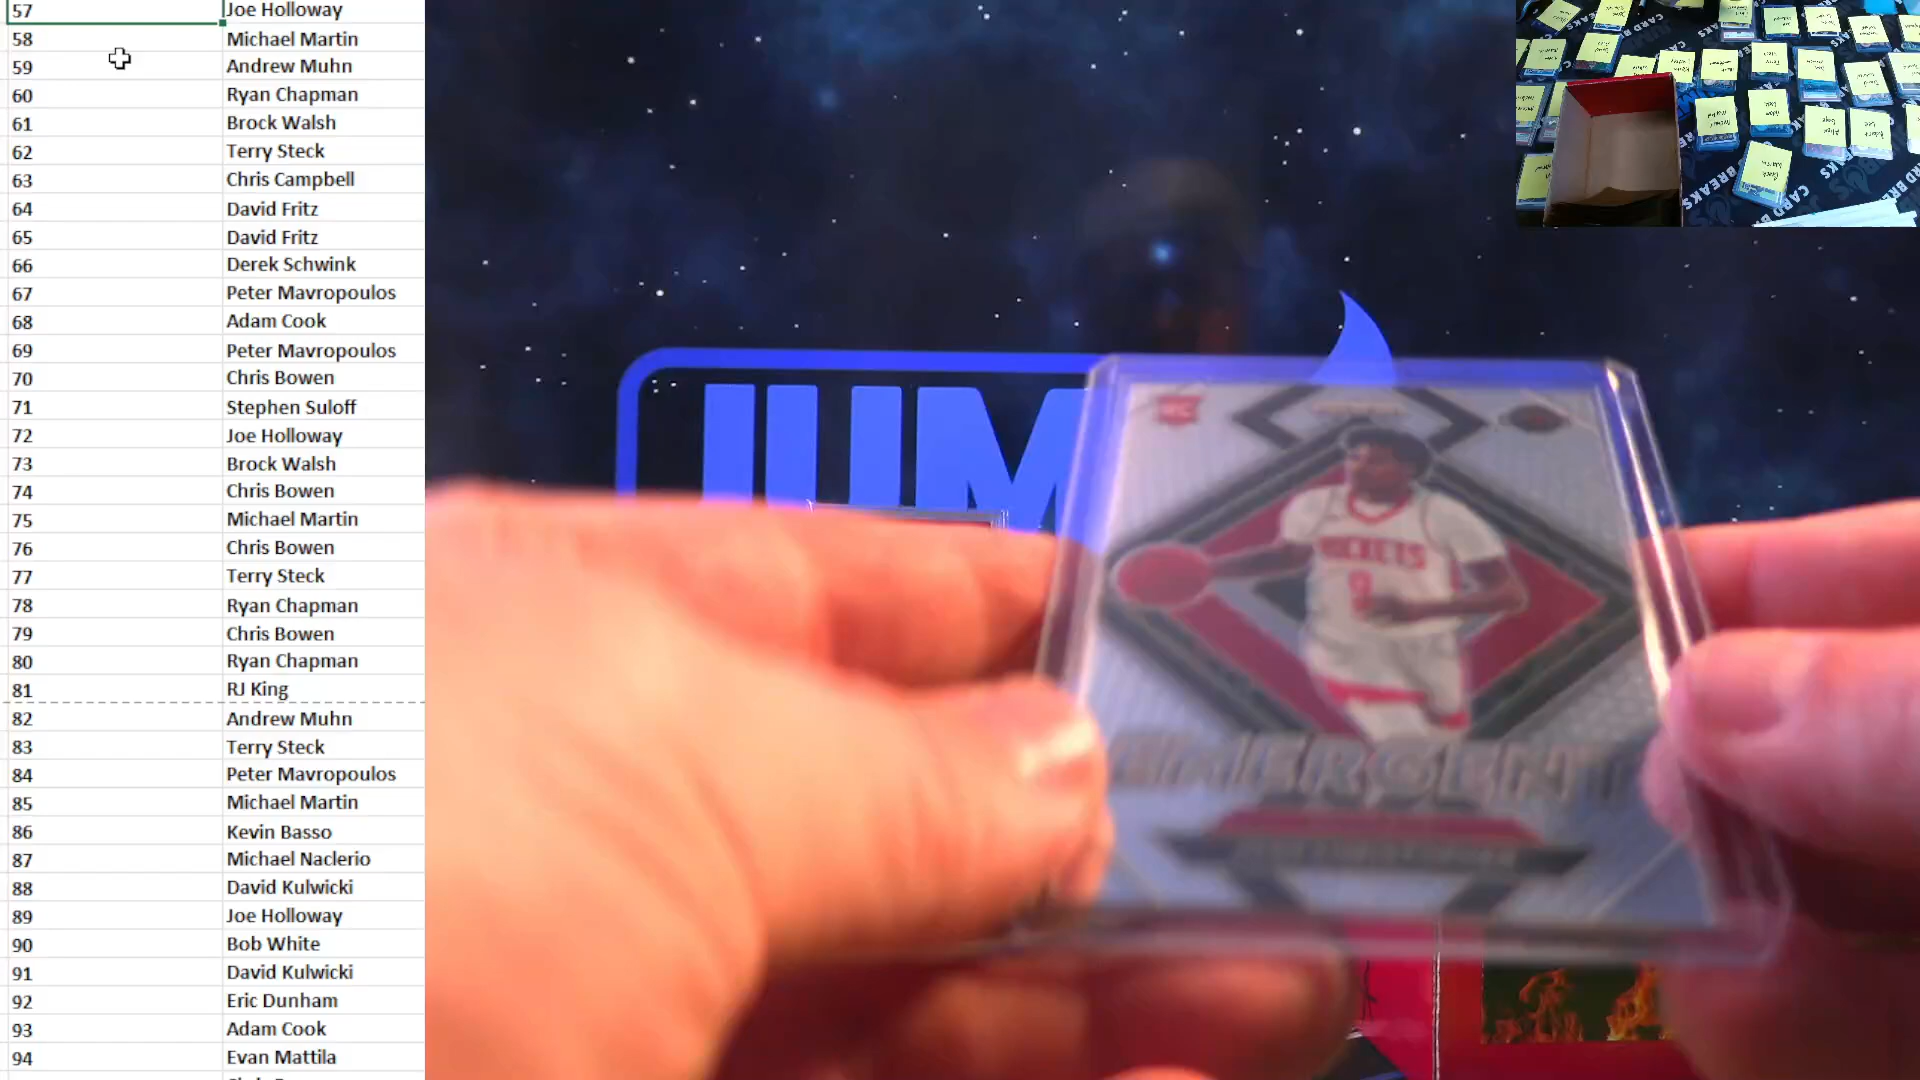 57 Joe Holloway
58 Michael Martin
59 Andrew Muhn
60 Ryan Chapman
61 Brock Walsh
62 Terry Steck
63 Chris Campbell
64 David Fritz
65 David Fritz
66 Derek Schwink
67 Peter Mavropoulos
68 Adam Cook
69 Peter Mavropoulos
70 Chris Bowen
71 Stephen Suloff
72 Joe Holloway
73 Brock Walsh
74 Chris Bowen
75 Michael Martin
76 Chris Bowen
77 Terry Steck
78 Ryan Chapman
79 Chris Bowen
80 Ryan Chapman
81 RJ King
82 Andrew Muhn
83 Terry Steck
84 Peter Mavropoulos
85 Michael Martin
86 Kevin Basso
87 Michael Naclerio
88 David Kulwicki
89 Joe Holloway
90 Bob White
91 David Kulwicki
92 Eric Dunham
93 Adam Cook
94 Evan Mattila
RC
ROCKETS
EMERGENT
CARD BREAKS